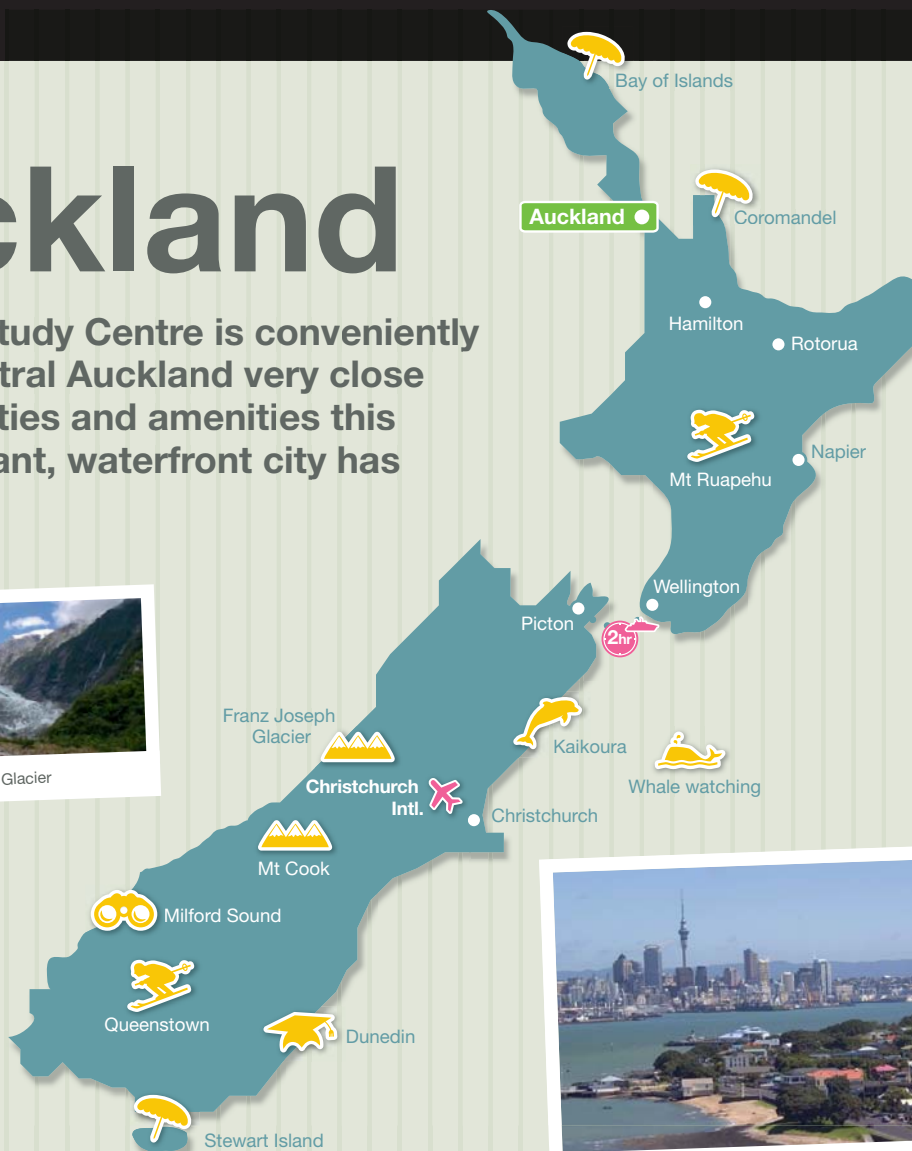 ckland
tudy Centre is conveniently
tral Auckland very close
ties and amenities this
ant, waterfront city has
Bay of Islands
Auckland
Coromandel
Hamilton
Rotorua
Napier
Mt Ruapehu
Wellington
Picton
2hr
Franz Joseph
Glacier
Kaikoura
Whale watching
Glacier
Christchurch
Intl.
Christchurch
Mt Cook
Milford Sound
Queenstown
Dunedin
Stewart Island